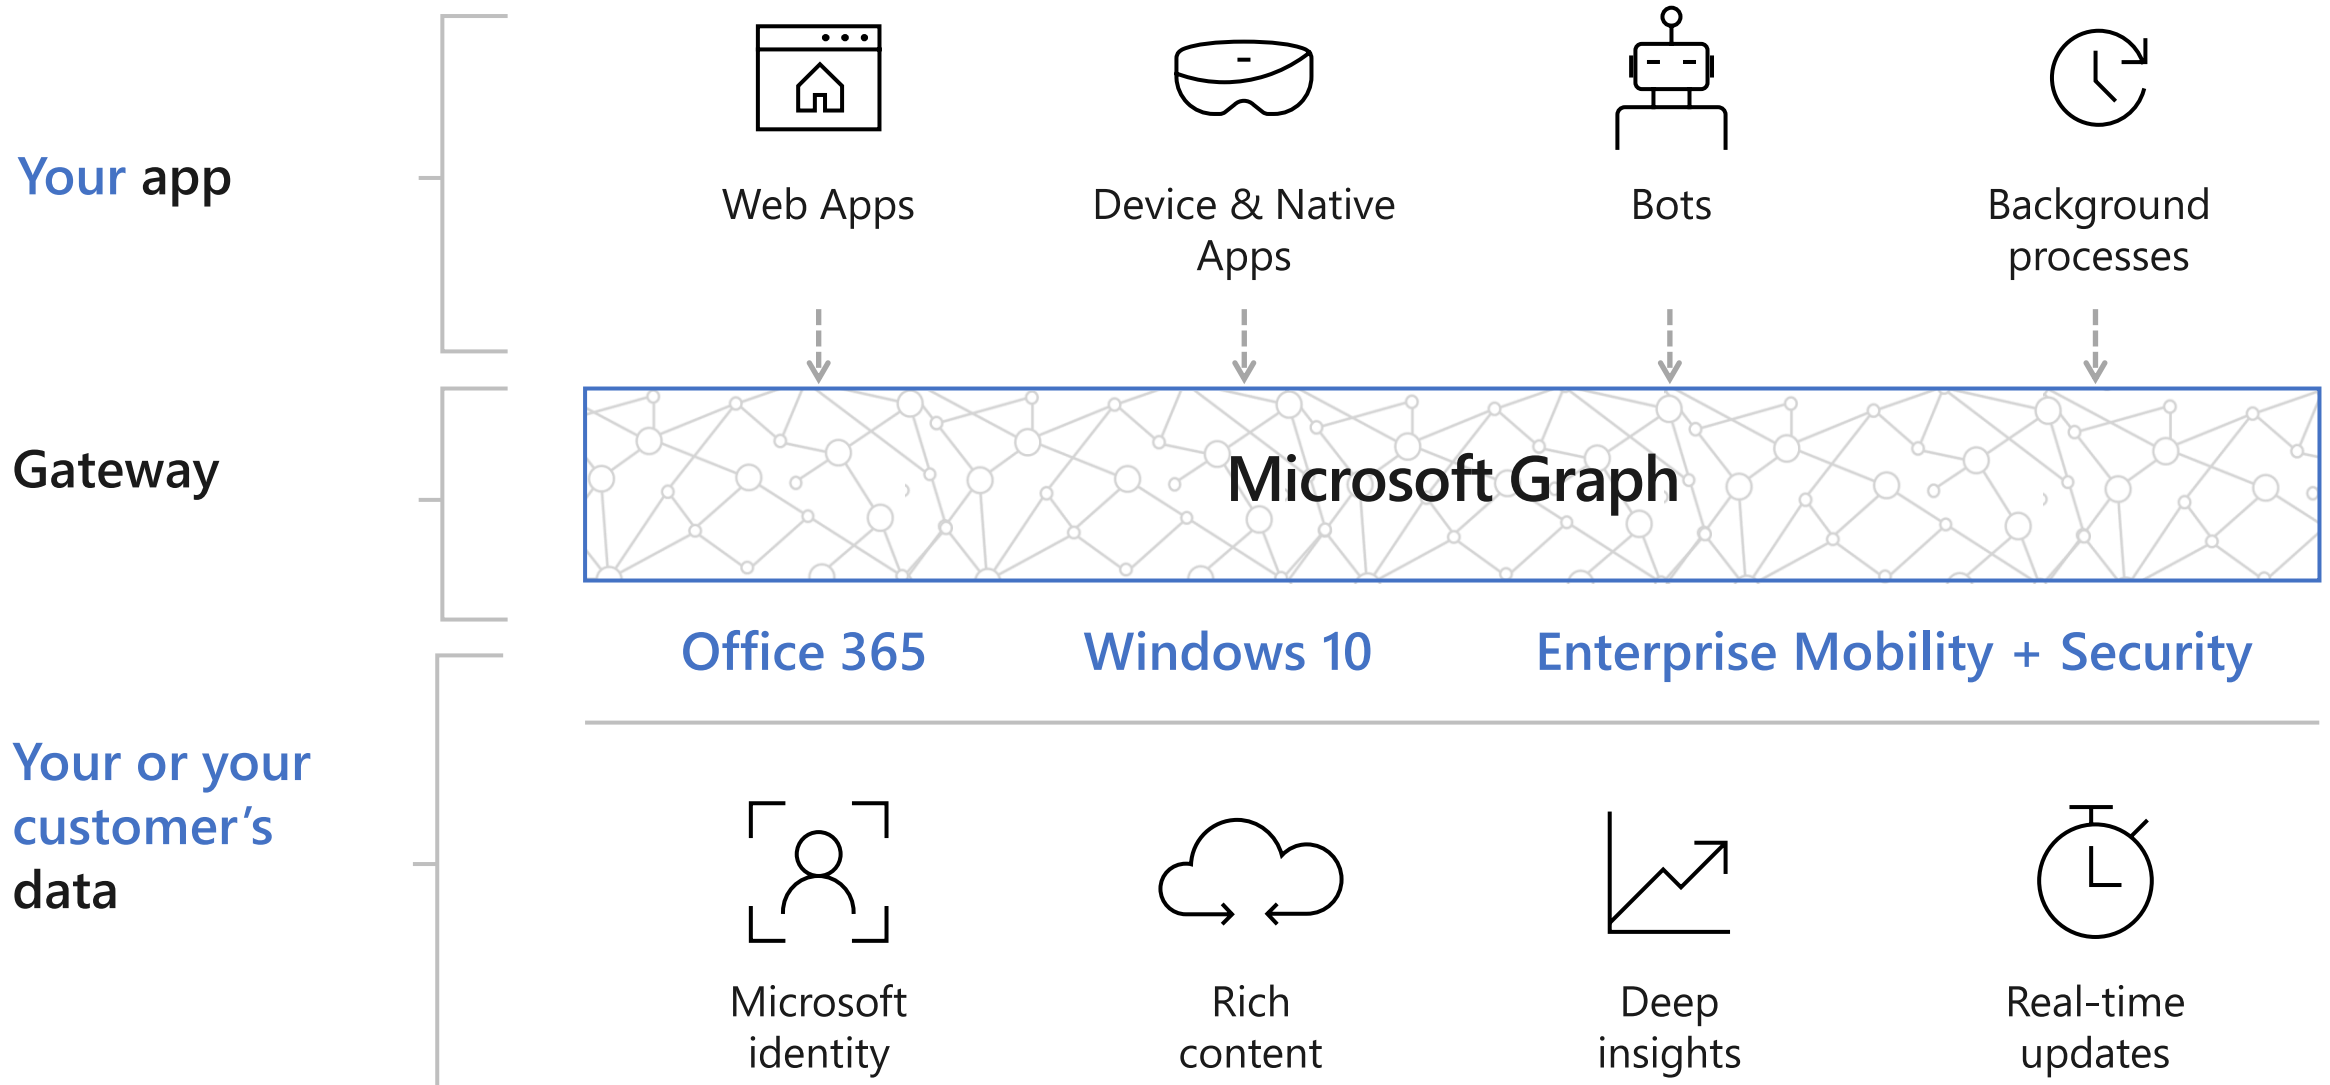 Your app
Web Apps
Device & Native
Apps
Bots
Background
processes
Gateway
Microsoft Graph
Office 365
Windows 10
Enterprise Mobility + Security
Your or your
customer’s
data
Microsoft
identity
Rich
content
Deep
insights
Real-time
updates